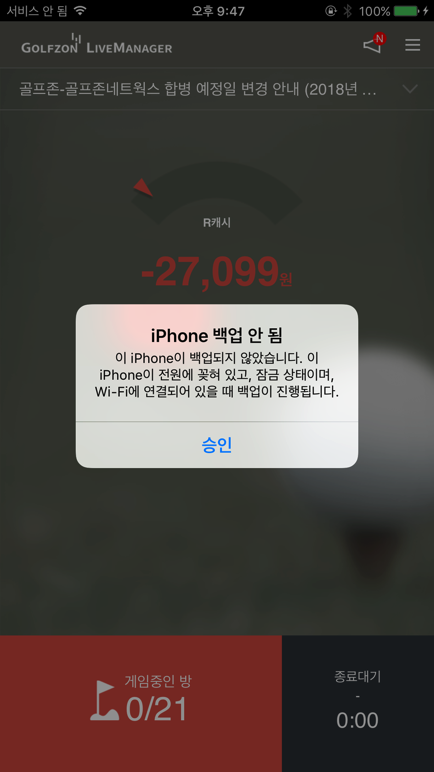 서비스 안 됨
오후 9:47
100%
GOLFZON LIVEMANAGER
N
골프존-골프존네트웍스 합병 예정일 변경 안내 (2018년 ...
R캐시
-27,099원
iPhone 백업 안 됨
이 iPhone이 백업되지 않았습니다. 이
iPhone이 전원에 꽂혀 있고, 잠금 상태이며,
Wi-Fi에 연결되어 있을 때 백업이 진행됩니다.
승인
게임중인 방
0/21
종료대기
-
0:00